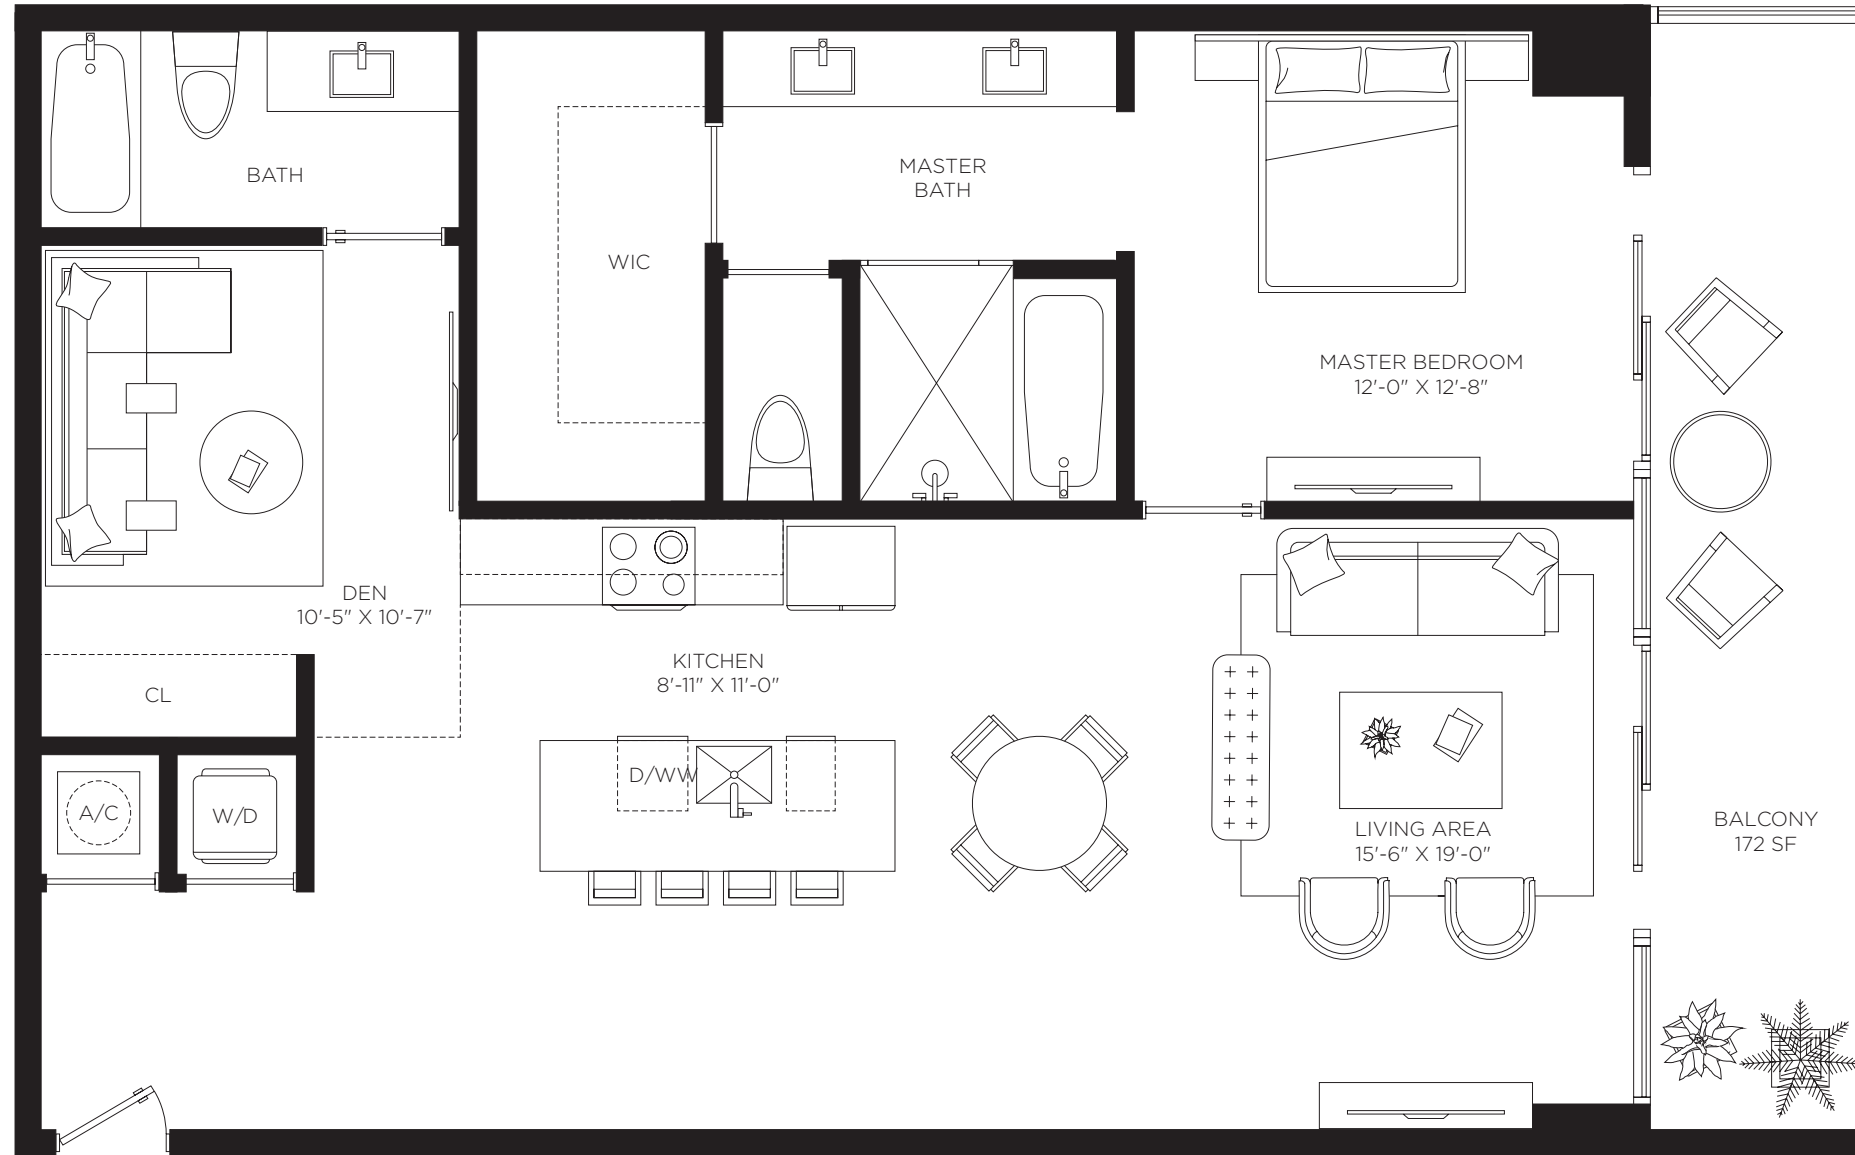 BATH
MASTER
BATH
WIC
MASTER BEDROOM
12'-0" X 12'-8"
DEN
10'-5" X 10'-7"
KITCHEN
8'-11" X 11'-0"
CL
A/C
W/D
D/WW
LIVING AREA
15'-6" X 19'-0"
BALCONY
172 SF